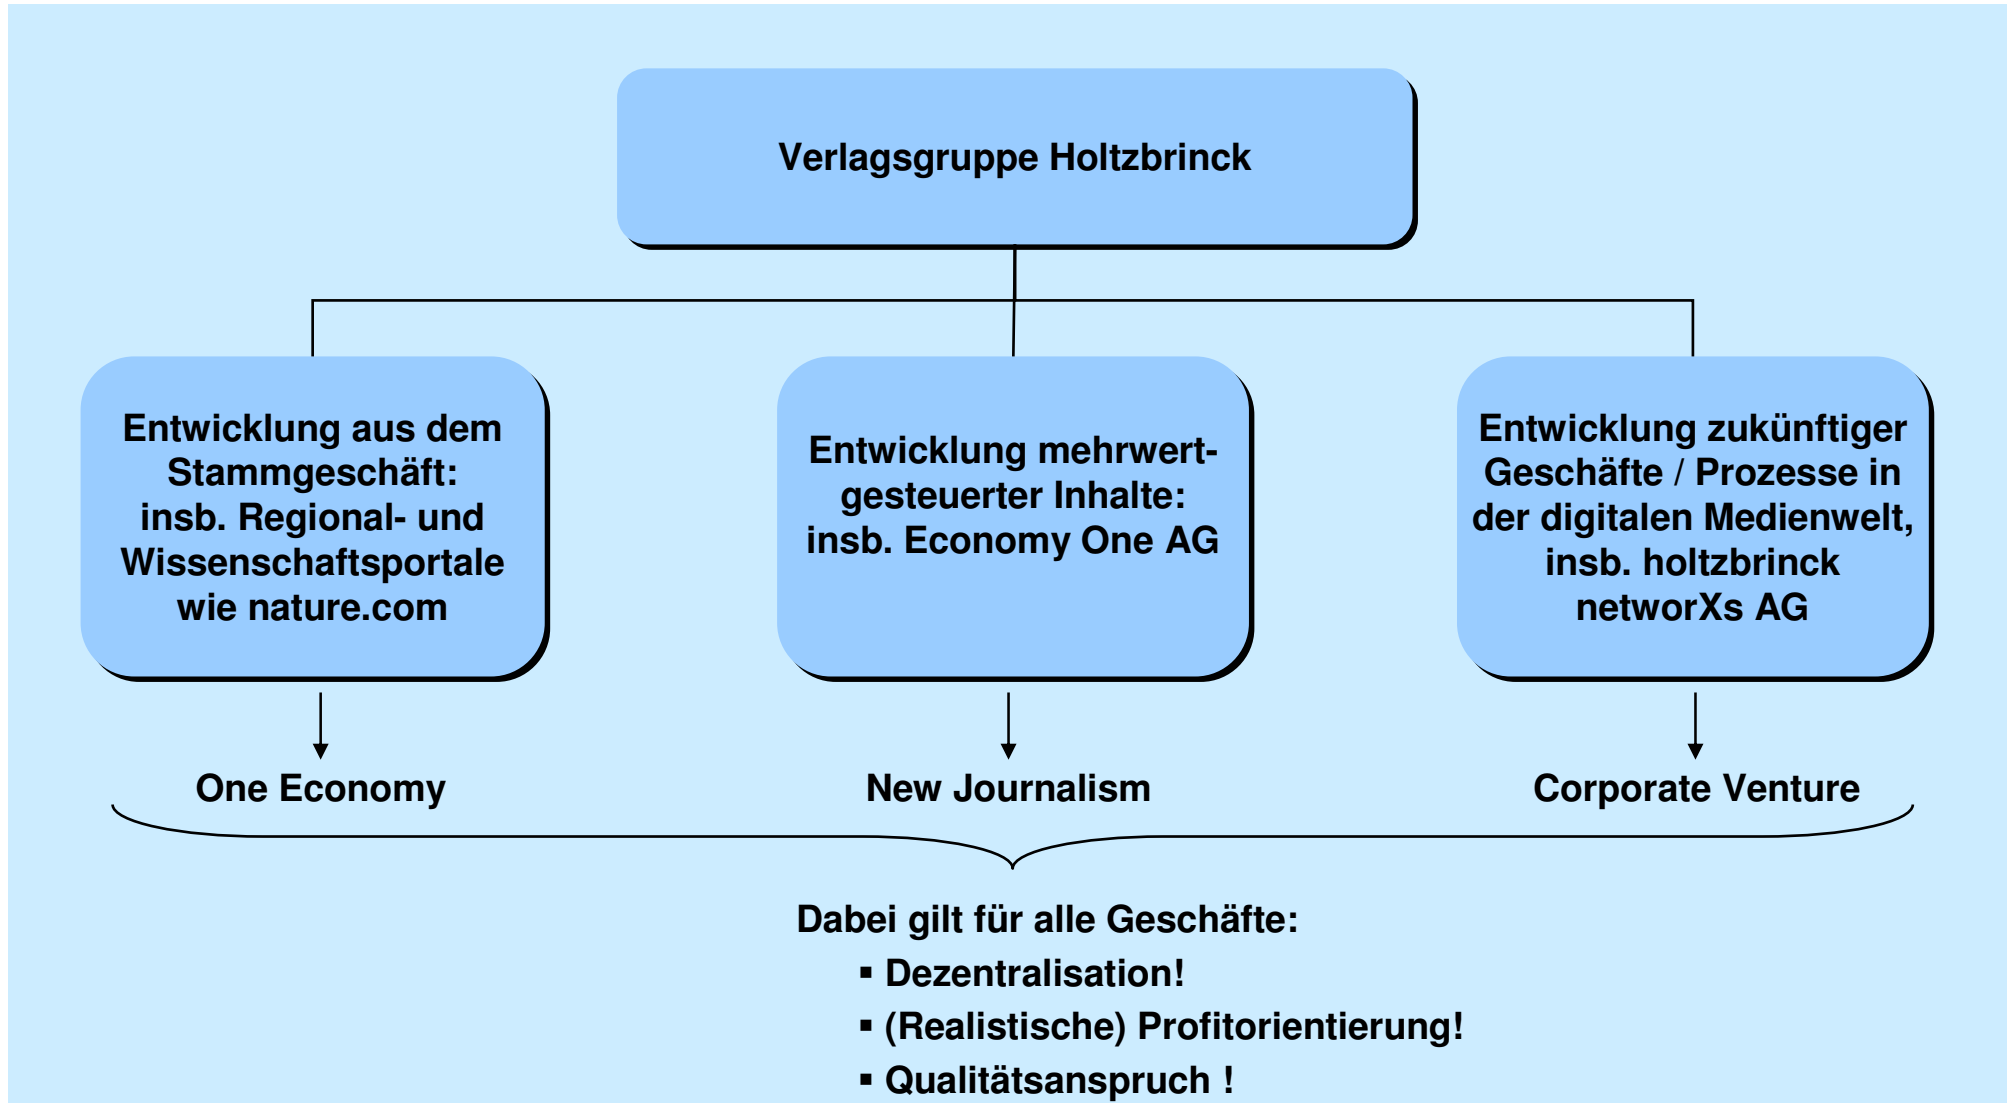 Verlagsgruppe Holtzbrinck
Entwicklung aus dem
Stammgeschäft:
insb. Regional- und
Wissenschaftsportale
wie nature.com
Entwicklung mehrwert-
gesteuerter Inhalte:
insb. Economy One AG
Entwicklung zukünftiger
Geschäfte / Prozesse in
der digitalen Medienwelt,
insb. holtzbrinck
networXs AG
One Economy
New Journalism
Corporate Venture
Dabei gilt für alle Geschäfte:
▪ Dezentralisation!
▪ (Realistische) Profitorientierung!
▪ Qualitätsanspruch !